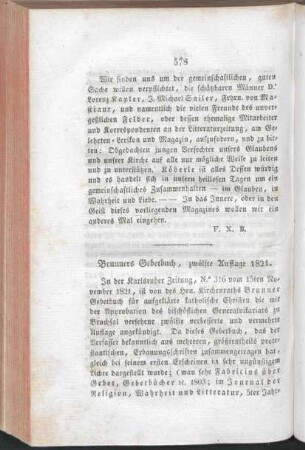 578
Wir finden uns um der gemeinschaftlichen, guten
Sache willen verpflichtet, die schätzbaren Männer D.r
Lorenz Kapler, J. Michael Sailer, Frhrn. von Ma-
stiaux, und namentlich die vielen Freunde des unver-
geßlichen Felder, oder dessen ehemalige Mitarbeiter
und Korrespondenten an der Litteraturzeitung, am Ge-
lehrten-Lexikon und Magazin, aufzufodern, und zu bit-
ten: Obgedachten jungen Verfechter unsers Glaubens
und unserer Kirche auf alle nur mögliche Weise zu leiten
und zu unterstützen. Köberle ist all dessen würdig
und es handelt sich in unsern heillosen Tagen um ein
gemeinschaftliches Zusammenhalten — im Glauben, in
Wahrheit und Liebe. — — In das Innere, oder in den
Geist dieses vorliegenden Magazines wollen wir ein
anderes Mal eingehen.
F. X. B.
Brunners Gebetbuch, zwölfte Auflage 1821.
In der Karlsruher Zeitung, N.° 316 vom 15ten No-
vember 1821, ist von des Hrn. Kirchenraths Brunner
Gebetbuch für aufgeklärte katholische Christen die mit
der Approbation des bischöflichen Generalvikariats zu
Bruchsal versehene zwölfte verbesserte und vermehrte
Auflage angekündigt. Da dieses Gebetbuch, das der
Verfasser desselben aus mehreren, größtentheils prote-
stantischen, Erbauungsschriften zusammengetragen hat-
gleich bei seinem ersten Erscheinen in sehr ungünstigem
Lichte dargestellt wurde; (man sehe Fabricius über
Gebet, Gebetbücher ꝛc. 1803; im Journal der
Religion, Wahrheit und Litteratur, 5ter Jahr-